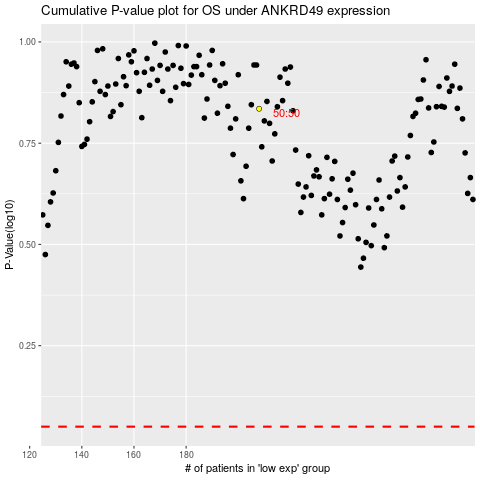 Cumulative P-value plot for OS under ANKRD49 expression
P-Value(log10)
1.00
0.75
0.50
0.25
50:50
120 140 160 180
# of patients in 'low exp' group